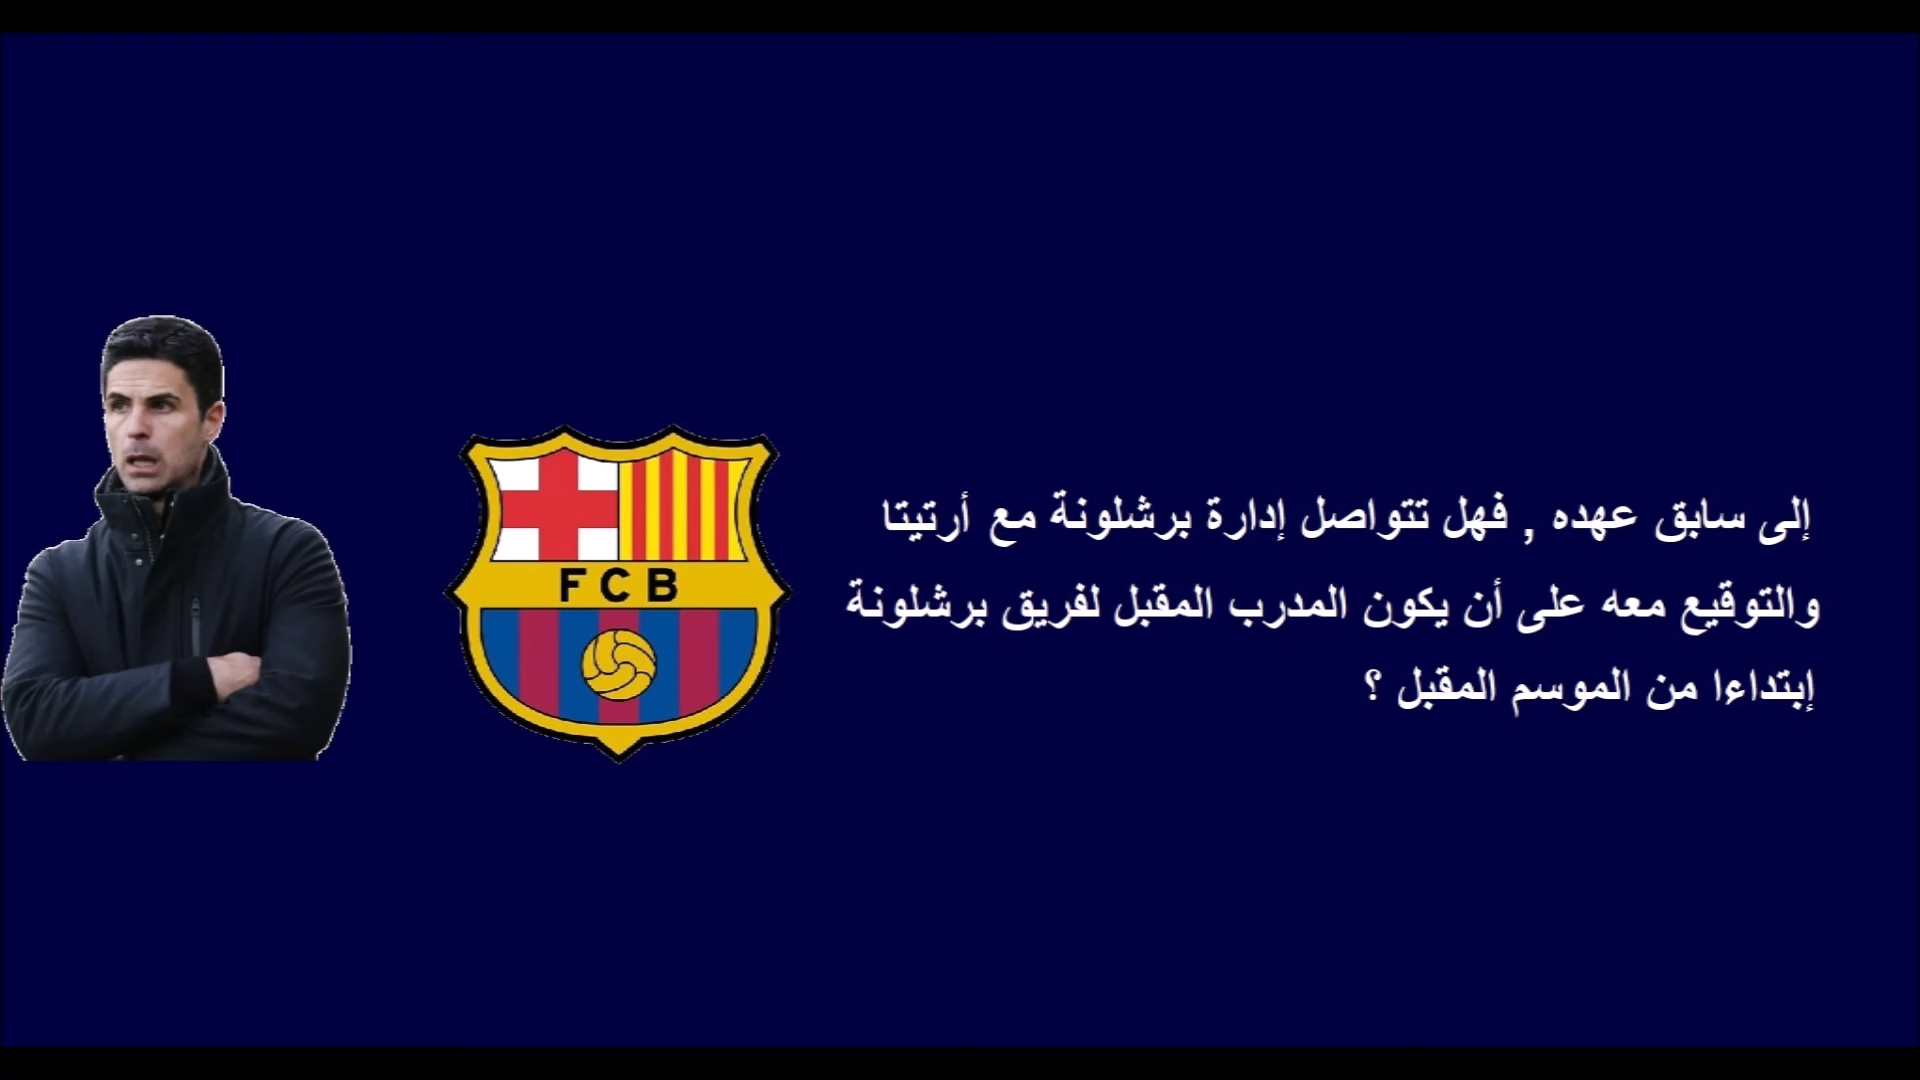 إلى سابق عهده , فهل تتواصل إدارة برشلونة مع أرتيتا
والتوقيع معه على أن يكون المدرب المقبل لفريق برشلونة
إبتداءا من الموسم المقبل ؟
FCB